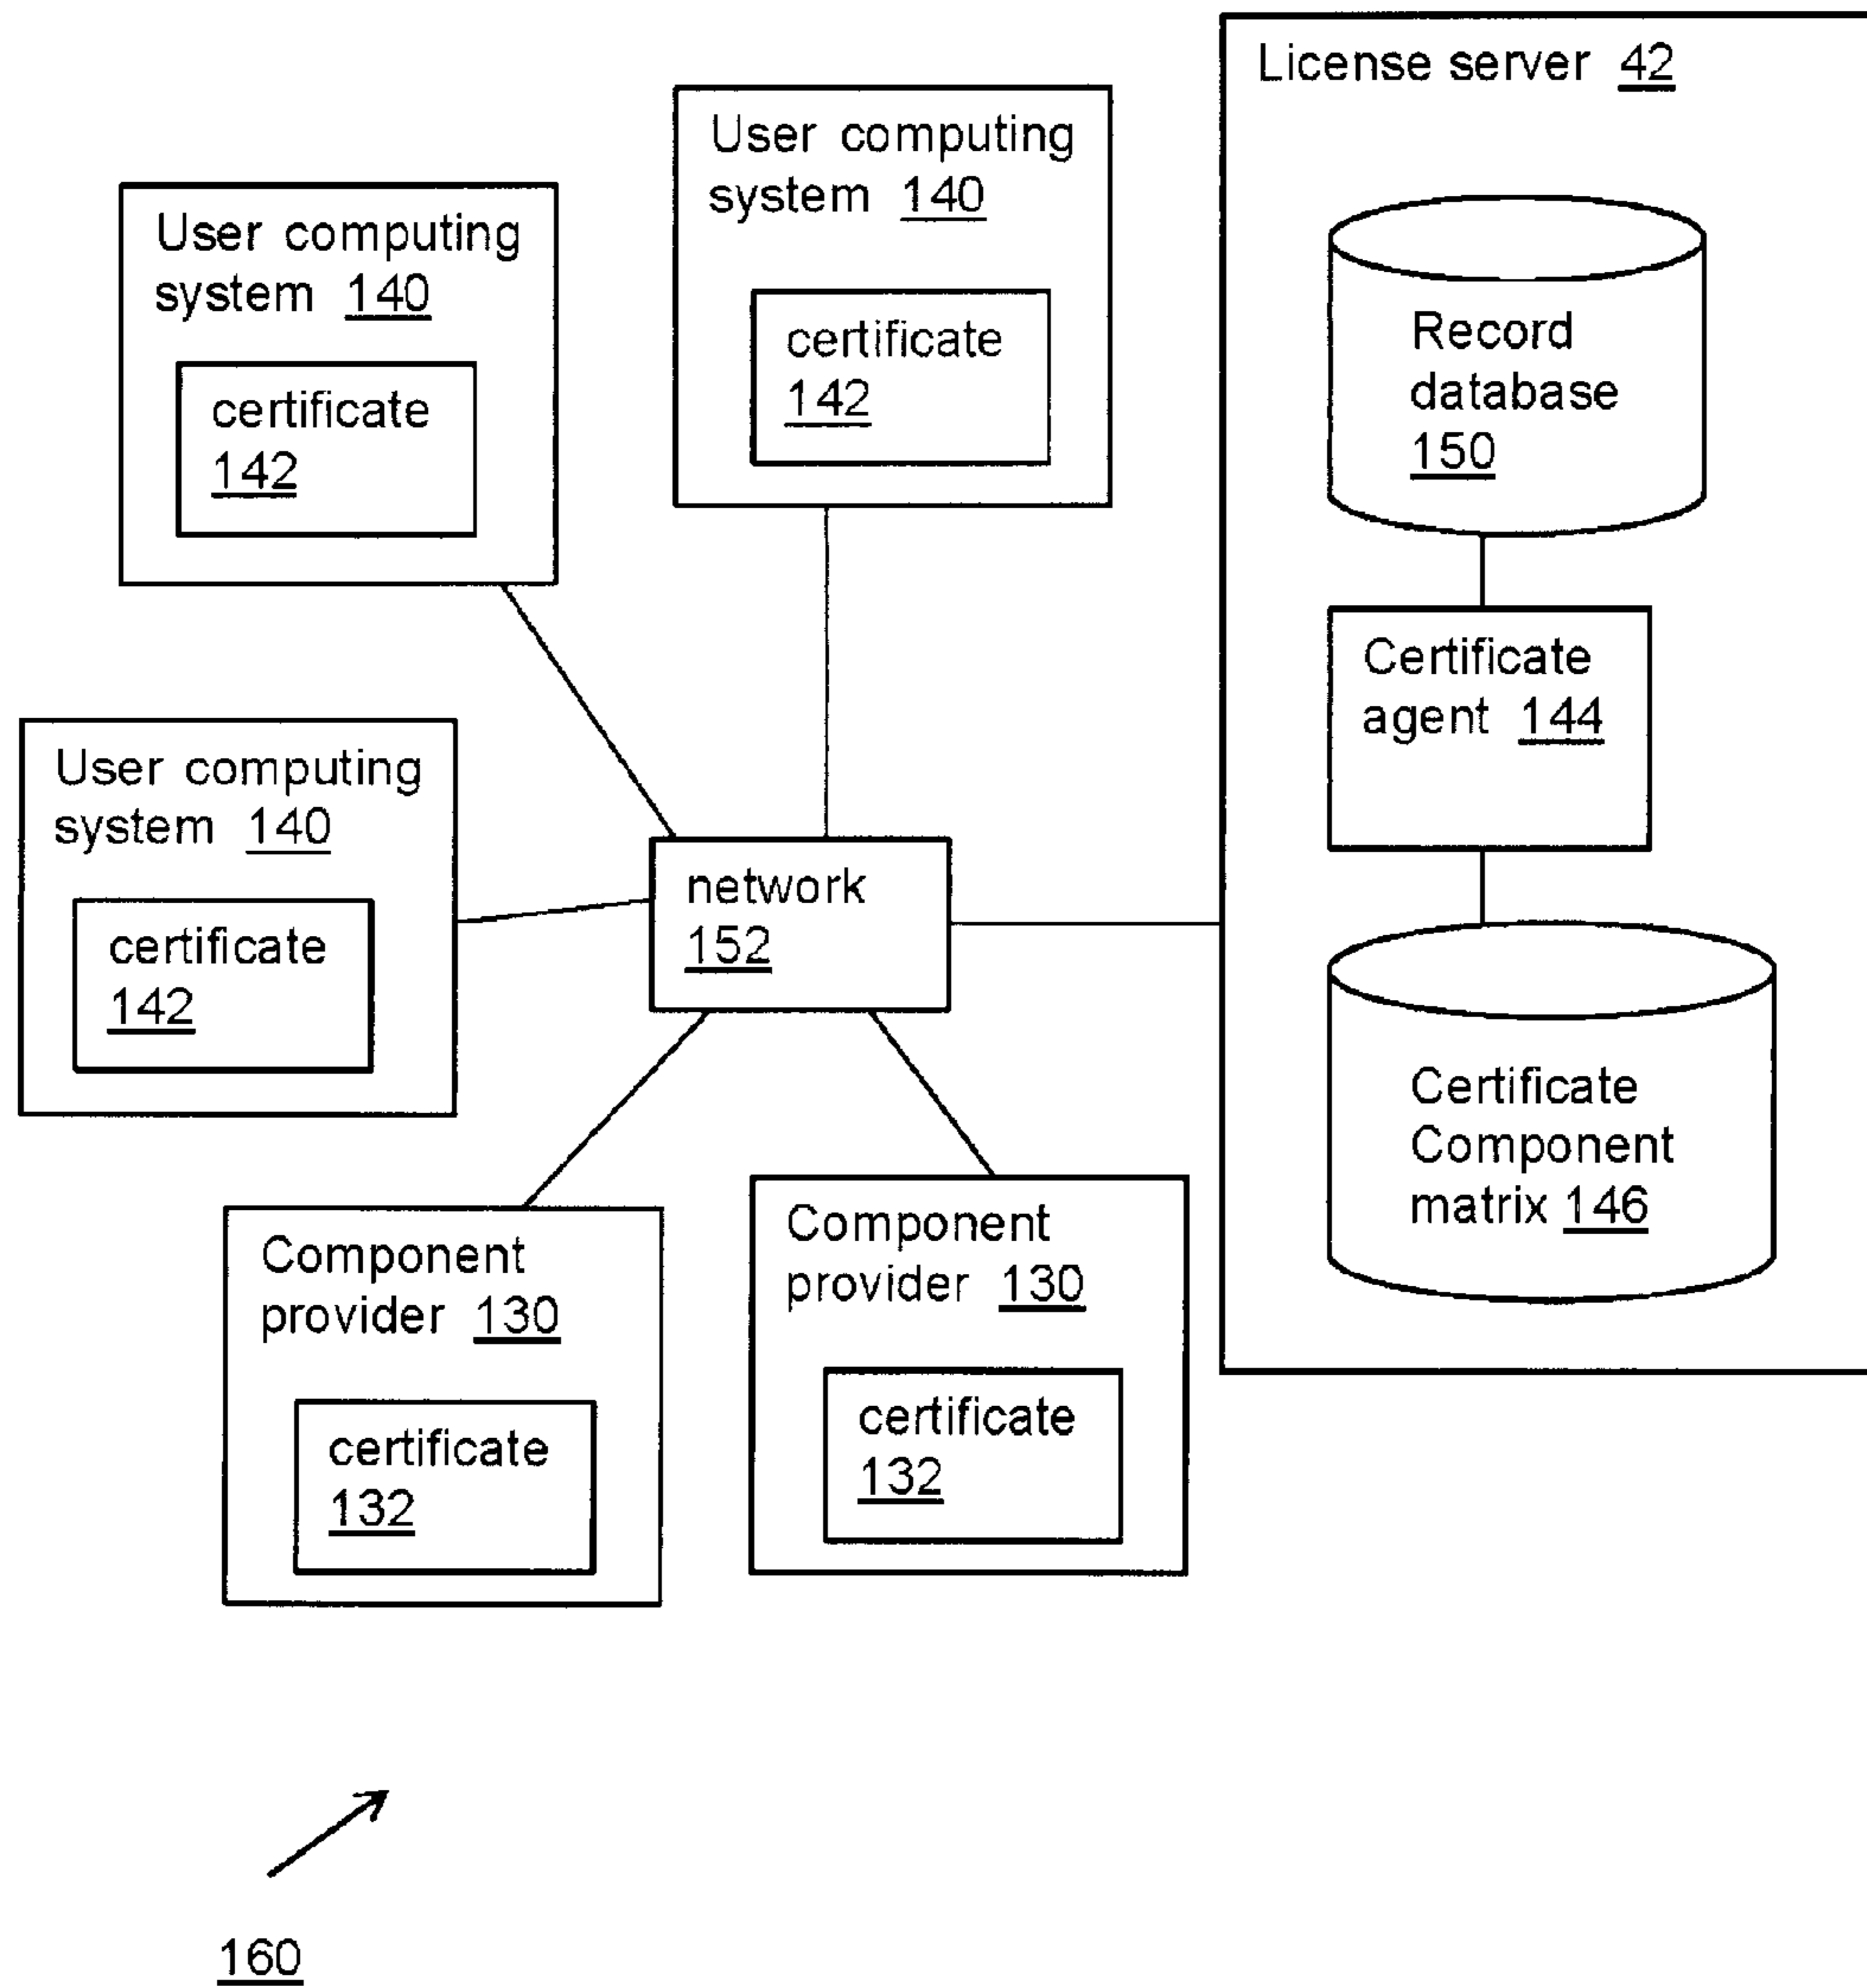 License server 42
User computing
system 140
certificate
142
User computing
system 140
certificate
142
Record
database
150
Certificate
agent 144
User computing
system 140
certificate
142
network
152
Certificate
Component
matrix 146
Component
provider 130
certificate
132
Component
provider 130
certificate
132
160